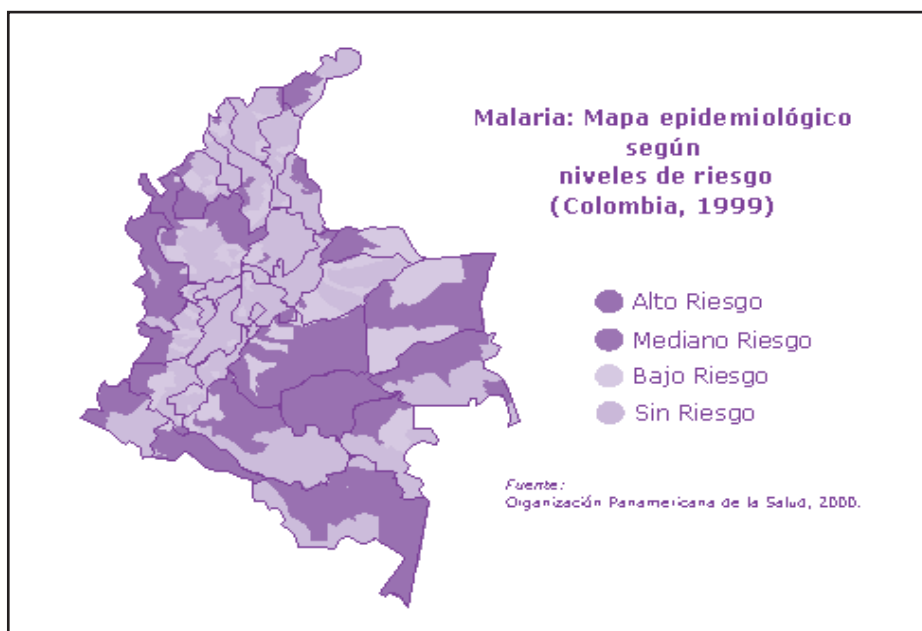 Malaria: Mapa epidemiológico
según
niveles de riesgo
(Colombia, 1999)
Alto Riesgo
Mediano Riesgo
Bajo Riesgo
Sin Riesgo
Fuente:
Organización Panamericana de la Salud, 2000.